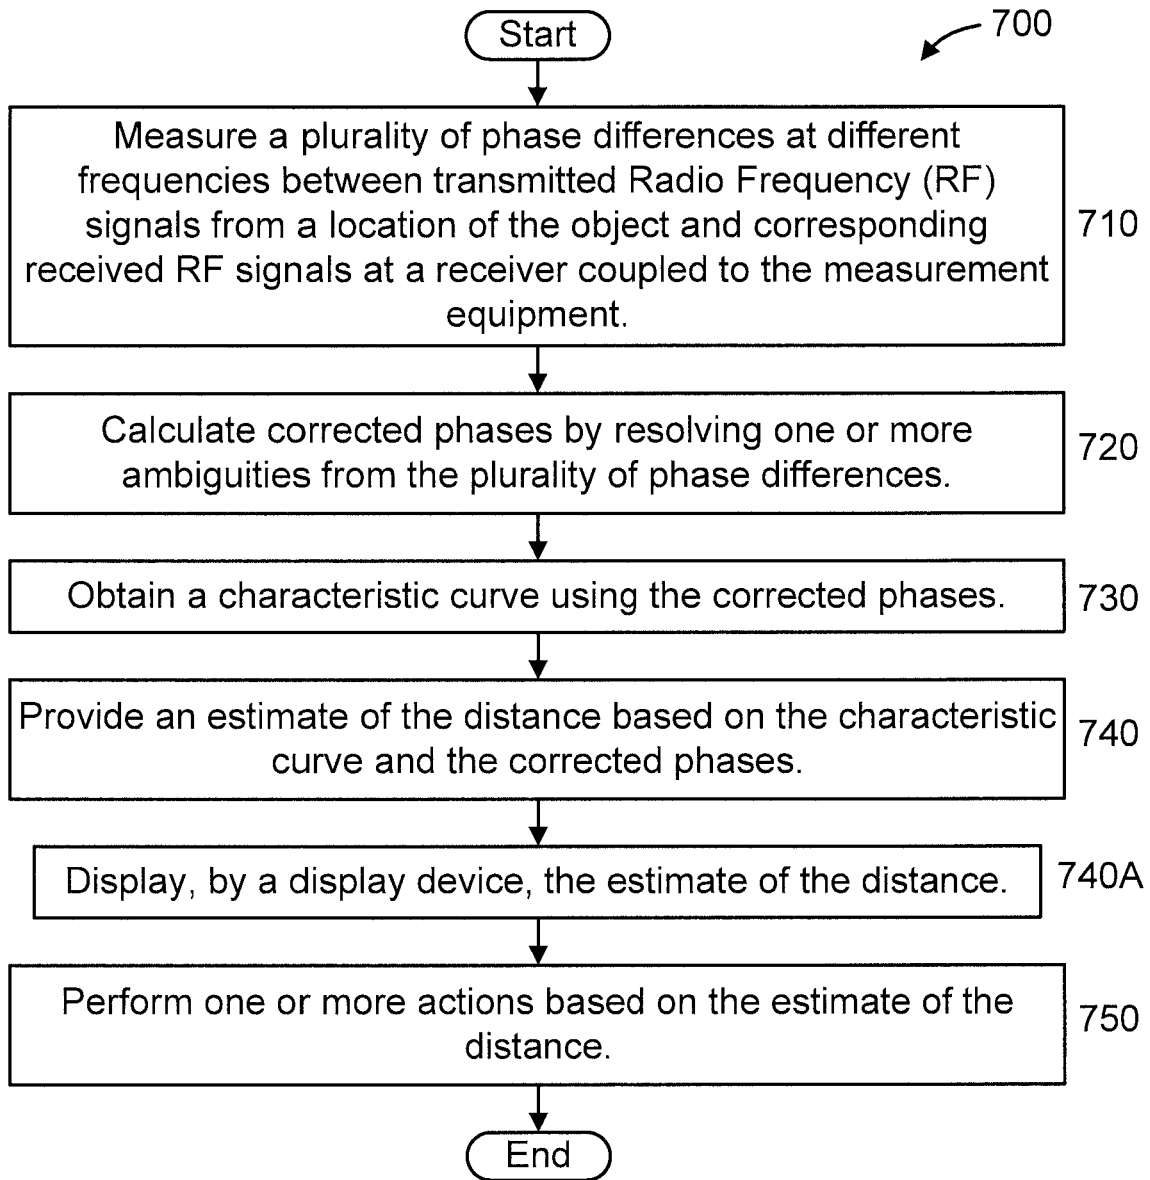 Start
700
Measure a plurality of phase differences at different
frequencies between transmitted Radio Frequency (RF)
signals from a location of the object and corresponding
received RF signals at a receiver coupled to the measurement
equipment.
710
Calculate corrected phases by resolving one or more
ambiguities from the plurality of phase differences.
720
Obtain a characteristic curve using the corrected phases.
730
Provide an estimate of the distance based on the characteristic
curve and the corrected phases.
740
Display, by a display device, the estimate of the distance.
740A
Perform one or more actions based on the estimate of the
distance.
750
End